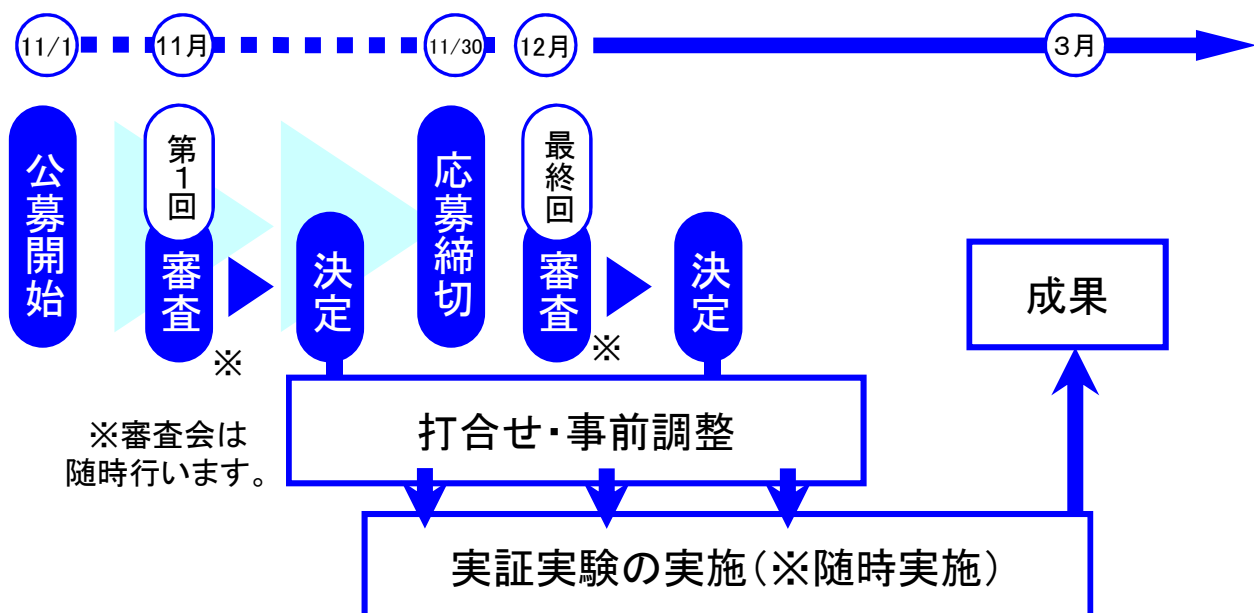 11/1
11月
11/30
12月
3月
公募開始
第1回
審査
※
決定
応募締切
最終回
審査
※
決定
成果
※審査会は
随時行います。
打合せ・事前調整
実証実験の実施(※随時実施)